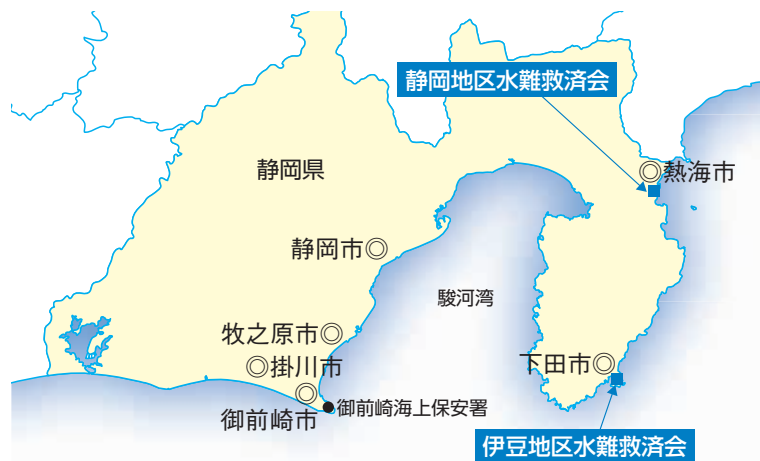 静岡地区水難救済会
静岡県
◎熱海市
静岡市◎
駿河湾
牧之原市◎
◎掛川市
下田市◎
◎
御前崎市
●御前崎海上保安署
伊豆地区水難救済会